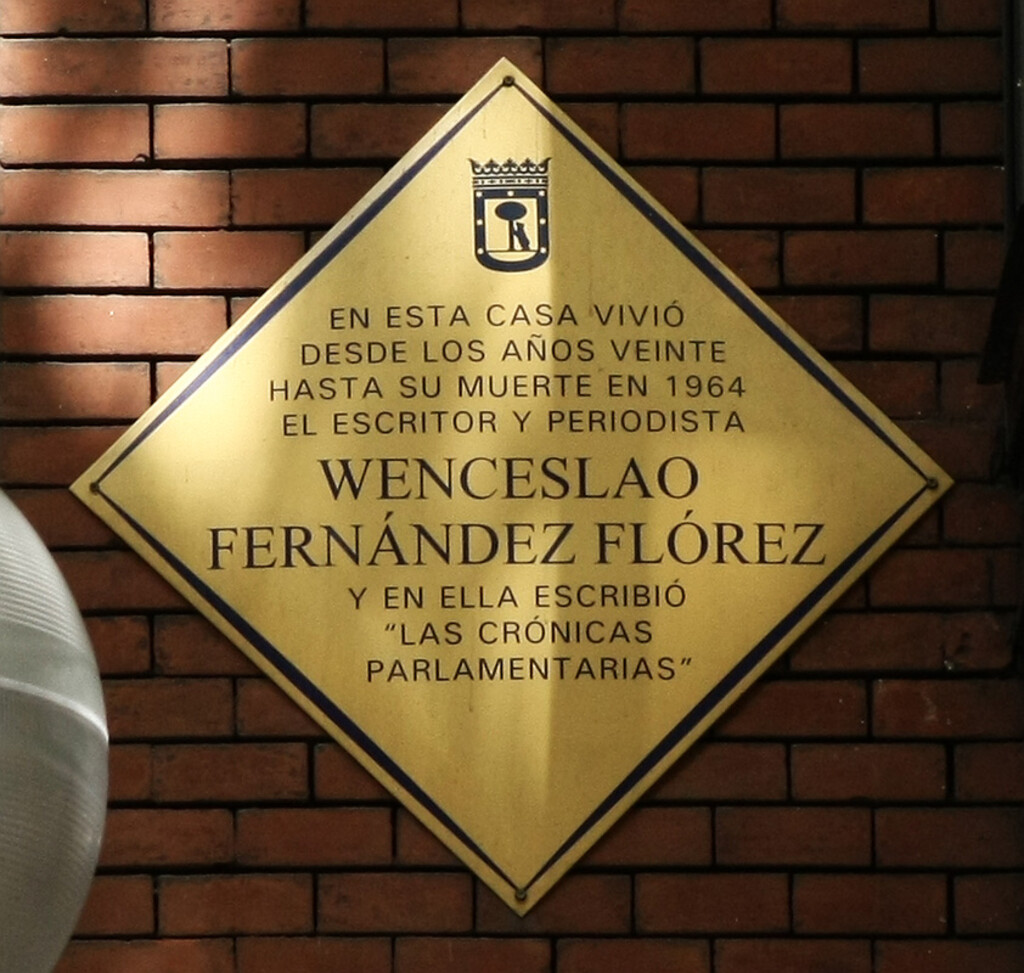 EN ESTA CASA VIVIÓ
DESDE LOS AÑOS VEINTE
HASTA SU MUERTE EN 1964
EL ESCRITOR Y PERIODISTA
WENCESLAO
FERNÁNDEZ FLÓREZ
Y EN ELLA ESCRIBIÓ
“LAS CRÓNICAS
PARLAMENTARIAS”